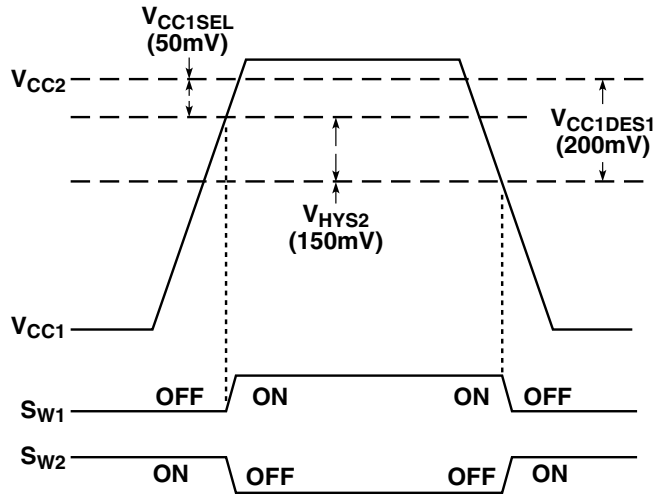 VCC1SEL
(50mV)
VCC2
VCC1DES1
(200mV)
VHYS2
(150mV)
VCC1
OFF ON ON OFF
SW1
SW2
ON OFF OFF ON